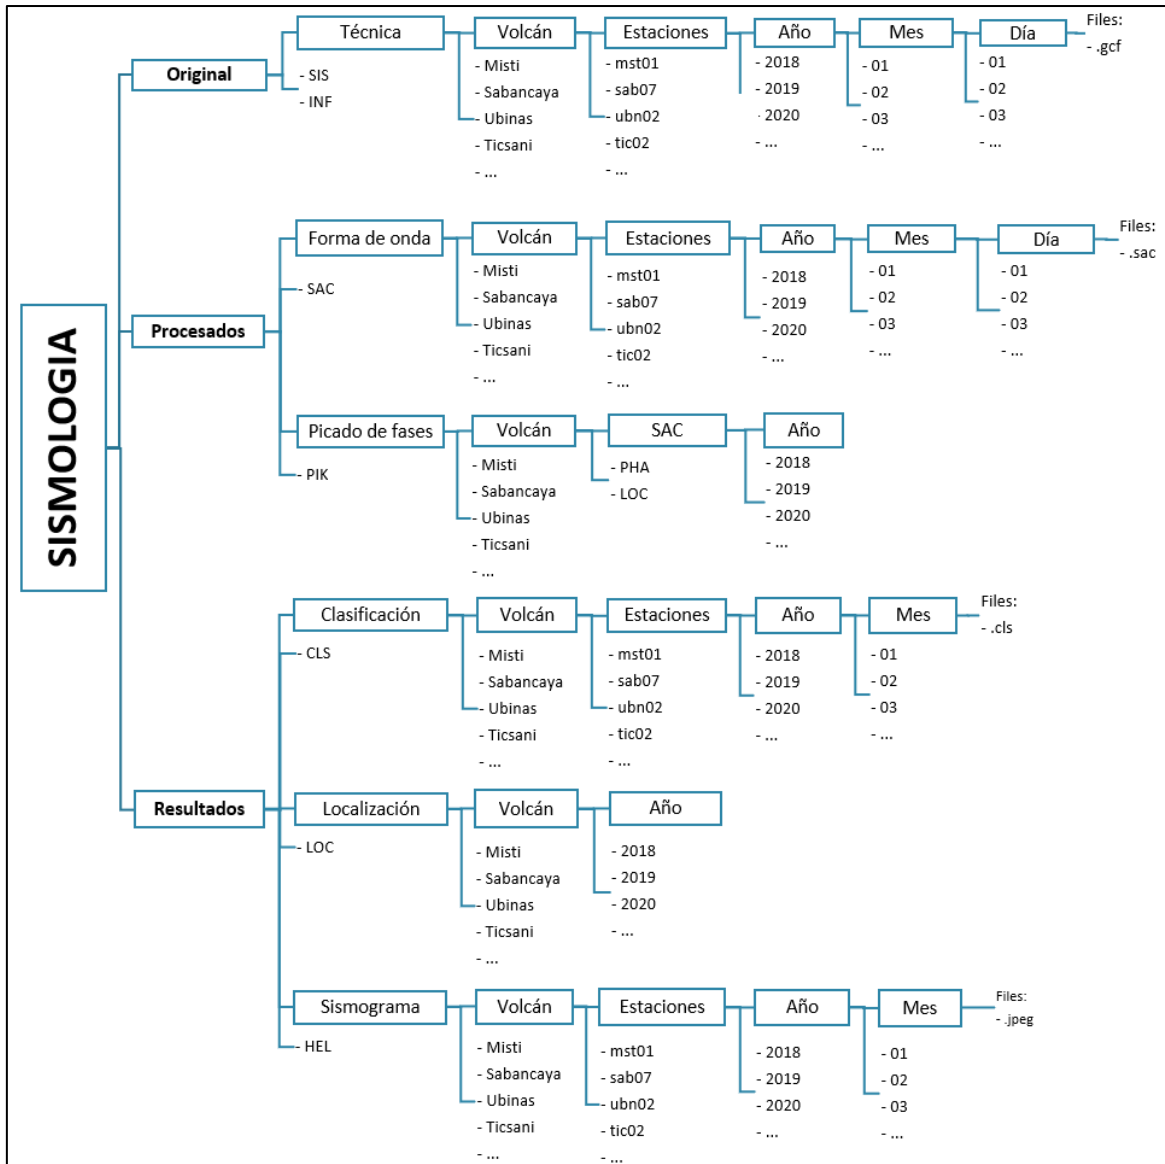 SISMOLOGIA
Original
Técnica
- SIS
- INF
Volcán
- Misti
- Sabancaya
- Ubinas
- Ticsani
- ...
Estaciones
- mst01
- sab07
- ubn02
- tic02
- ...
Año
- 2018
- 2019
- 2020
- ...
Mes
- 01
- 02
- 03
- ...
Día
- 01
- 02
- 03
- ...
Files:
- .gcf
Procesados
Forma de onda
- SAC
Volcán
- Misti
- Sabancaya
- Ubinas
- Ticsani
- ...
Estaciones
- mst01
- sab07
- ubn02
- tic02
- ...
Año
- 2018
- 2019
- 2020
- ...
Mes
- 01
- 02
- 03
- ...
Día
- 01
- 02
- 03
- ...
Files:
- .sac
Picado de fases
- PIK
Volcán
- Misti
- Sabancaya
- Ubinas
- Ticsani
- ...
SAC
- PHA
- LOC
Año
- 2018
- 2019
- 2020
- ...
Resultados
Clasificación
- CLS
Volcán
- Misti
- Sabancaya
- Ubinas
- Ticsani
- ...
Estaciones
- mst01
- sab07
- ubn02
- tic02
- ...
Año
- 2018
- 2019
- 2020
- ...
Mes
- 01
- 02
- 03
- ...
Files:
- .cls
Localización
- LOC
Volcán
- Misti
- Sabancaya
- Ubinas
- Ticsani
- ...
Año
- 2018
- 2019
- 2020
- ...
Sismograma
- HEL
Volcán
- Misti
- Sabancaya
- Ubinas
- Ticsani
- ...
Estaciones
- mst01
- sab07
- ubn02
- tic02
- ...
Año
- 2018
- 2019
- 2020
- ...
Mes
- 01
- 02
- 03
- ...
Files:
- .jpeg